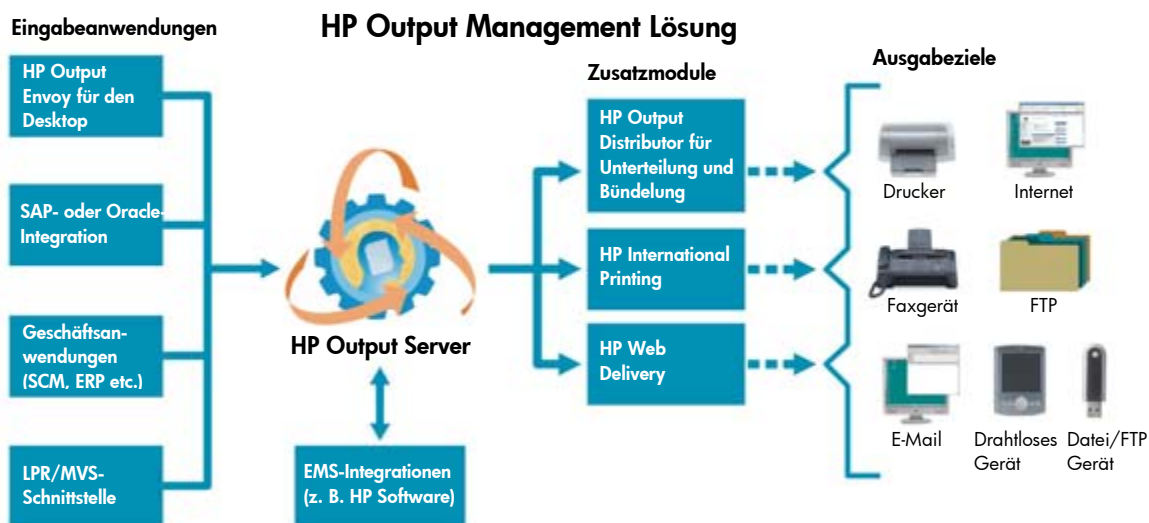 HP Output Management Lösung
Eingabeanwendungen
HP Output
Envoy für den
Desktop
SAP- oder Oracle-
Integration
Geschäftsan-
wendungen
(SCM, ERP etc.)
LPR/MVS-
Schnittstelle
HP Output Server
EMS-Integrationen
(z. B. HP Software)
Zusatzmodule
HP Output
Distributor für
Unterteilung und
Bündelung
HP International
Printing
HP Web
Delivery
Ausgabeziele
Drucker
Internet
Faxgerät
FTP
E-Mail
Drahtloses
Gerät
Datei/FTP
Gerät